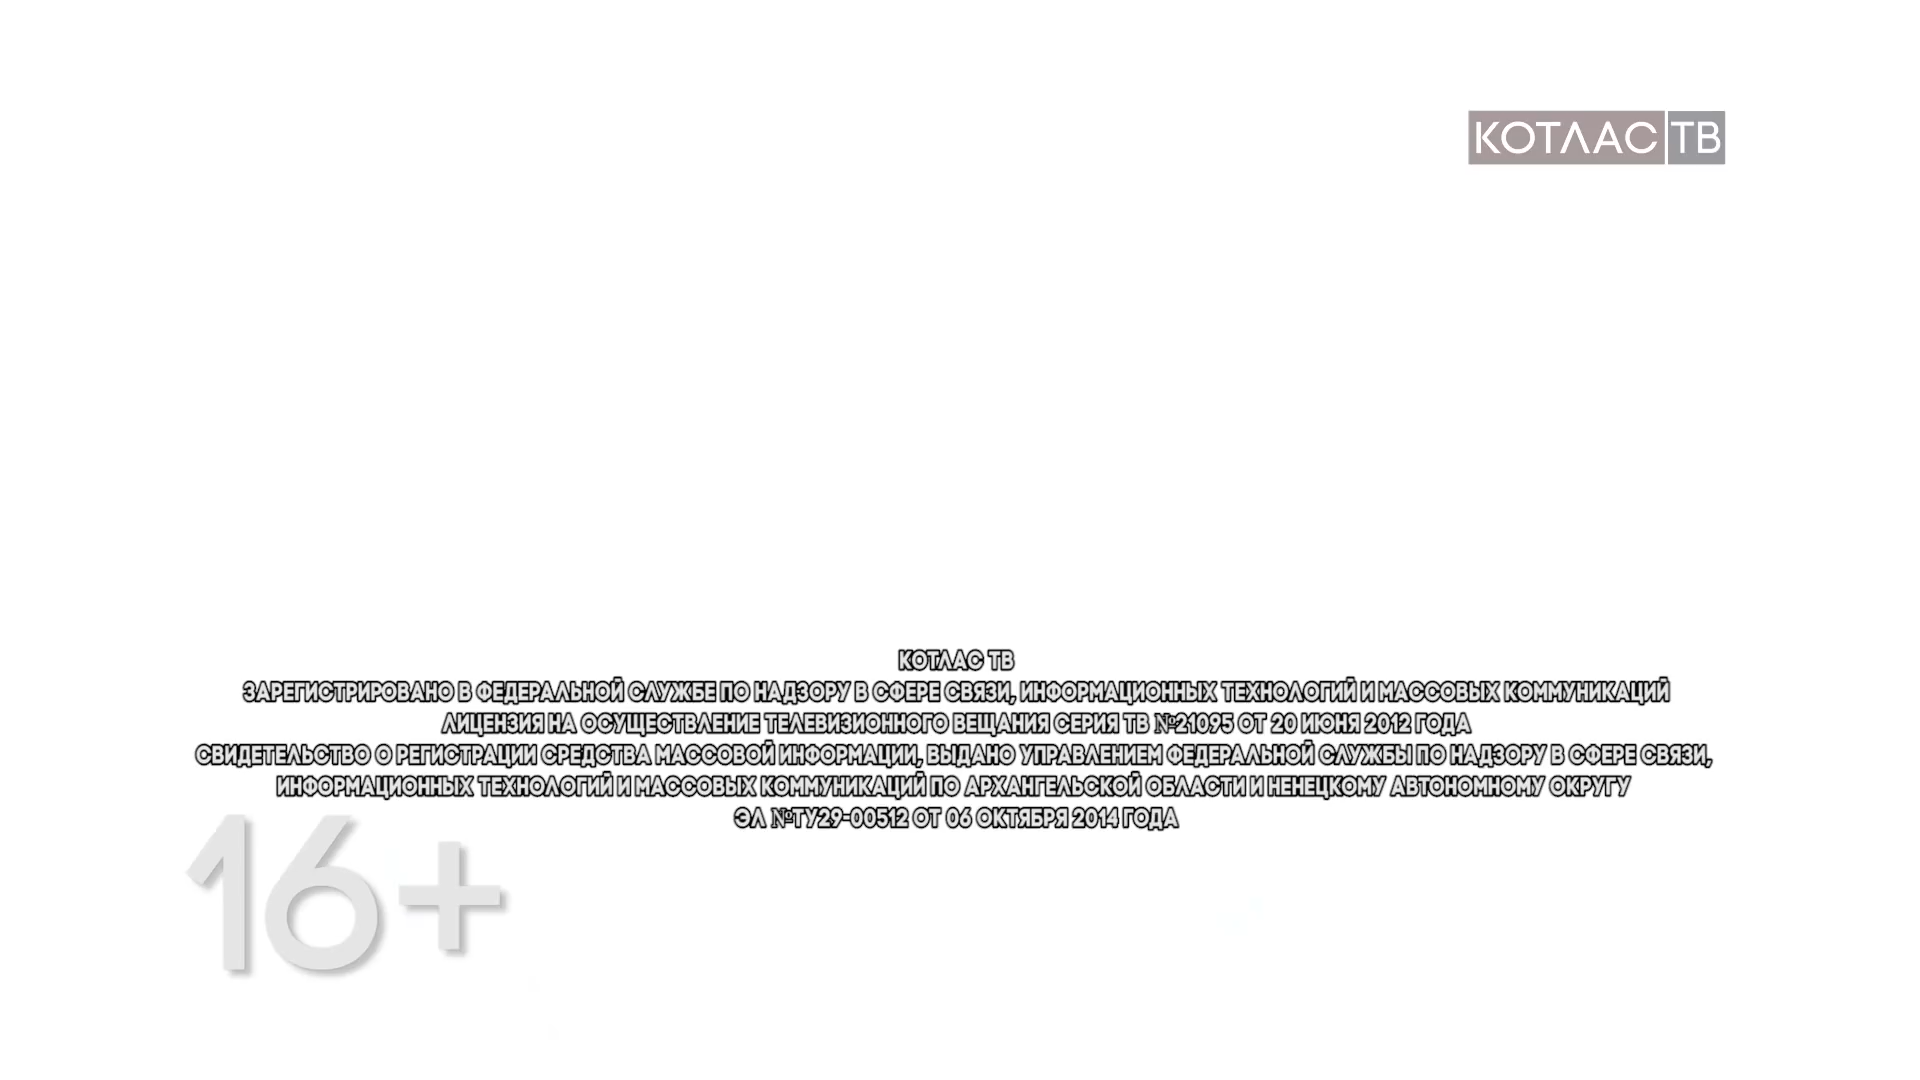 КОТЛАС ТВ
КОТЛАС ТВ
ЗАРЕГИСТРИРОВАНО В ФЕДЕРАЛЬНОЙ СЛУЖБЕ ПО НАДЗОРУ В СФЕРЕ СВЯЗИ, ИНФОРМАЦИОННЫХ ТЕХНОЛОГИЙ И МАССОВЫХ КОММУНИКАЦИЙ
ЛИЦЕНЗИЯ НА ОСУЩЕСТВЛЕНИЕ ТЕЛЕВИЗИОННОГО ВЕЩАНИЯ СЕРИЯ ТВ №21095 ОТ 20 ИЮНЯ 2012 ГОДА
СВИДЕТЕЛЬСТВО О РЕГИСТРАЦИИ СРЕДСТВА МАССОВОЙ ИНФОРМАЦИИ, ВЫДАНО УПРАВЛЕНИЕМ ФЕДЕРАЛЬНОЙ СЛУЖБЫ ПО НАДЗОРУ В СФЕРЕ СВЯЗИ,
ИНФОРМАЦИОННЫХ ТЕХНОЛОГИЙ И МАССОВЫХ КОММУНИКАЦИЙ ПО АРХАНГЕЛЬСКОЙ ОБЛАСТИ И НЕНЕЦКОМУ АВТОНОМНОМУ ОКРУГУ
ЭЛ №ТУ29-00512 ОТ 06 ОКТЯБРЯ 2014 ГОДА
16+